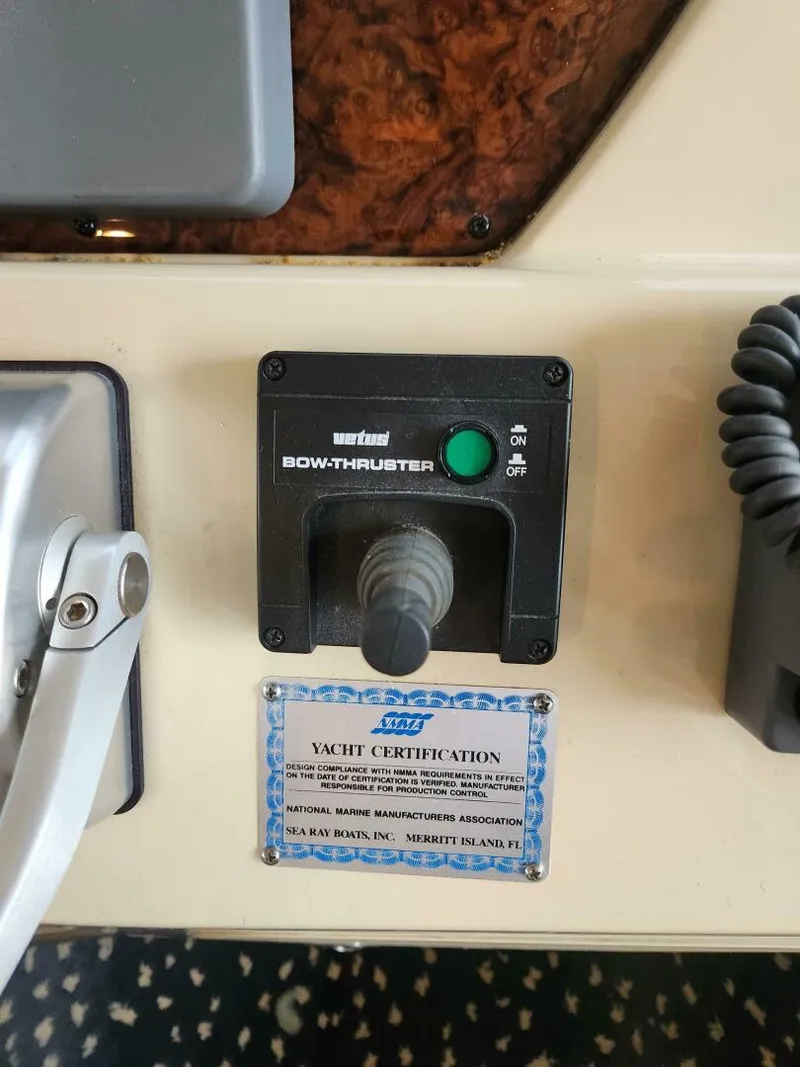 vetus
BOW-THRUSTER
ON
OFF
NMMA
YACHT CERTIFICATION
DESIGN COMPLIANCE WITH NMMA REQUIREMENTS IN EFFECT
ON THE DATE OF CERTIFICATION IS VERIFIED. MANUFACTURER
RESPONSIBLE FOR PRODUCTION CONTROL
NATIONAL MARINE MANUFACTURERS ASSOCIATION
SEA RAY BOATS, INC. MERRITT ISLAND, FL